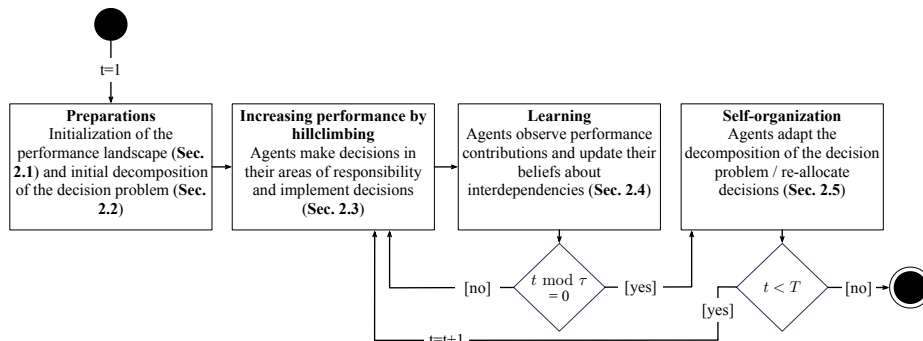 t=1
Preparations
Initialization of the
performance landscape (Sec.
2.1) and initial decomposition
of the decision problem (Sec.
2.2)
Increasing performance by
hillclimbing
Agents make decisions in
their areas of responsibility
and implement decisions
(Sec. 2.3)
Learning
Agents observe performance
contributions and update their
beliefs about
interdependencies (Sec. 2.4)
Self-organization
Agents adapt the
decomposition of the decision
problem / re-allocate
decisions (Sec. 2.5)
[no]
t mod τ
= 0
[yes]
[yes]
t < T
[no]
t=t+1